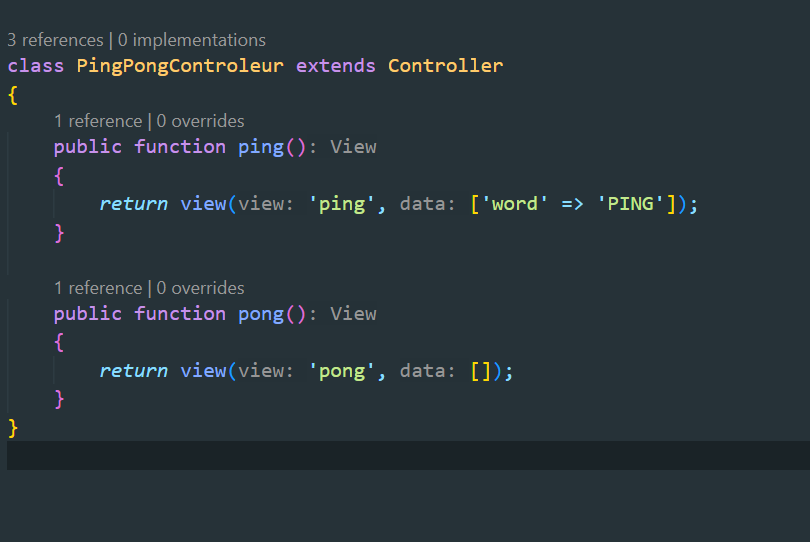 3 references | 0 implementations
class PingPongControleur extends Controller
{
1 reference | 0 overrides
public function ping(): View
{
return view(view: 'ping', data: ['word' => 'PING']);
}
1 reference | 0 overrides
public function pong(): View
{
return view(view: 'pong', data: []);
}
}